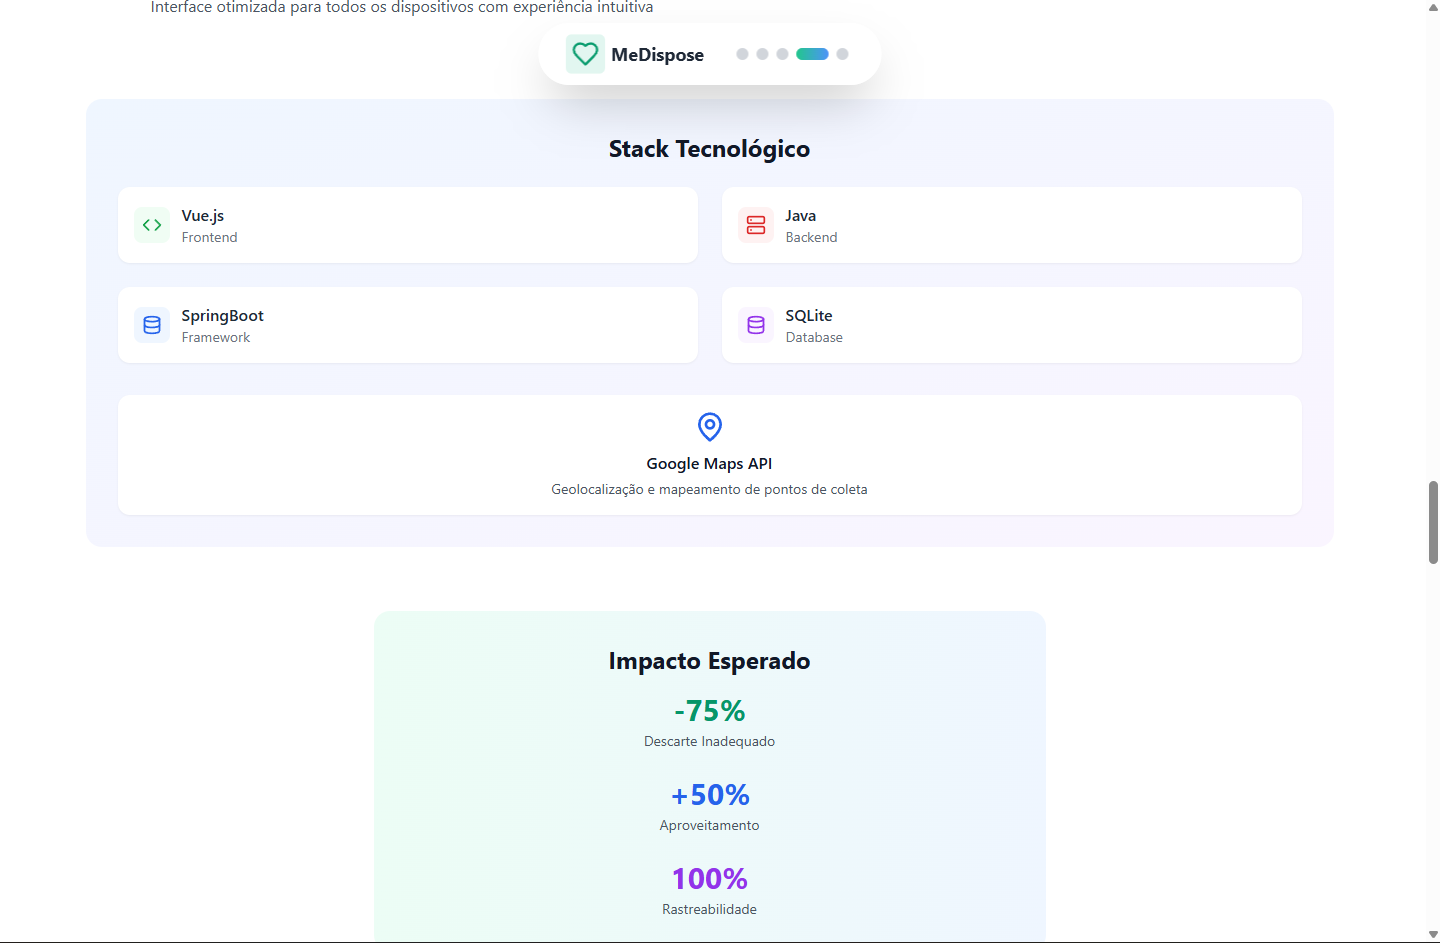 Interface otimizada para todos os dispositivos com experiência intuitiva
MeDispose
Stack Tecnológico
Vue.js
Frontend
Java
Backend
SpringBoot
Framework
SQLite
Database
Google Maps API
Geolocalização e mapeamento de pontos de coleta
Impacto Esperado
-75%
Descarte Inadequado
+50%
Aproveitamento
100%
Rastreabilidade